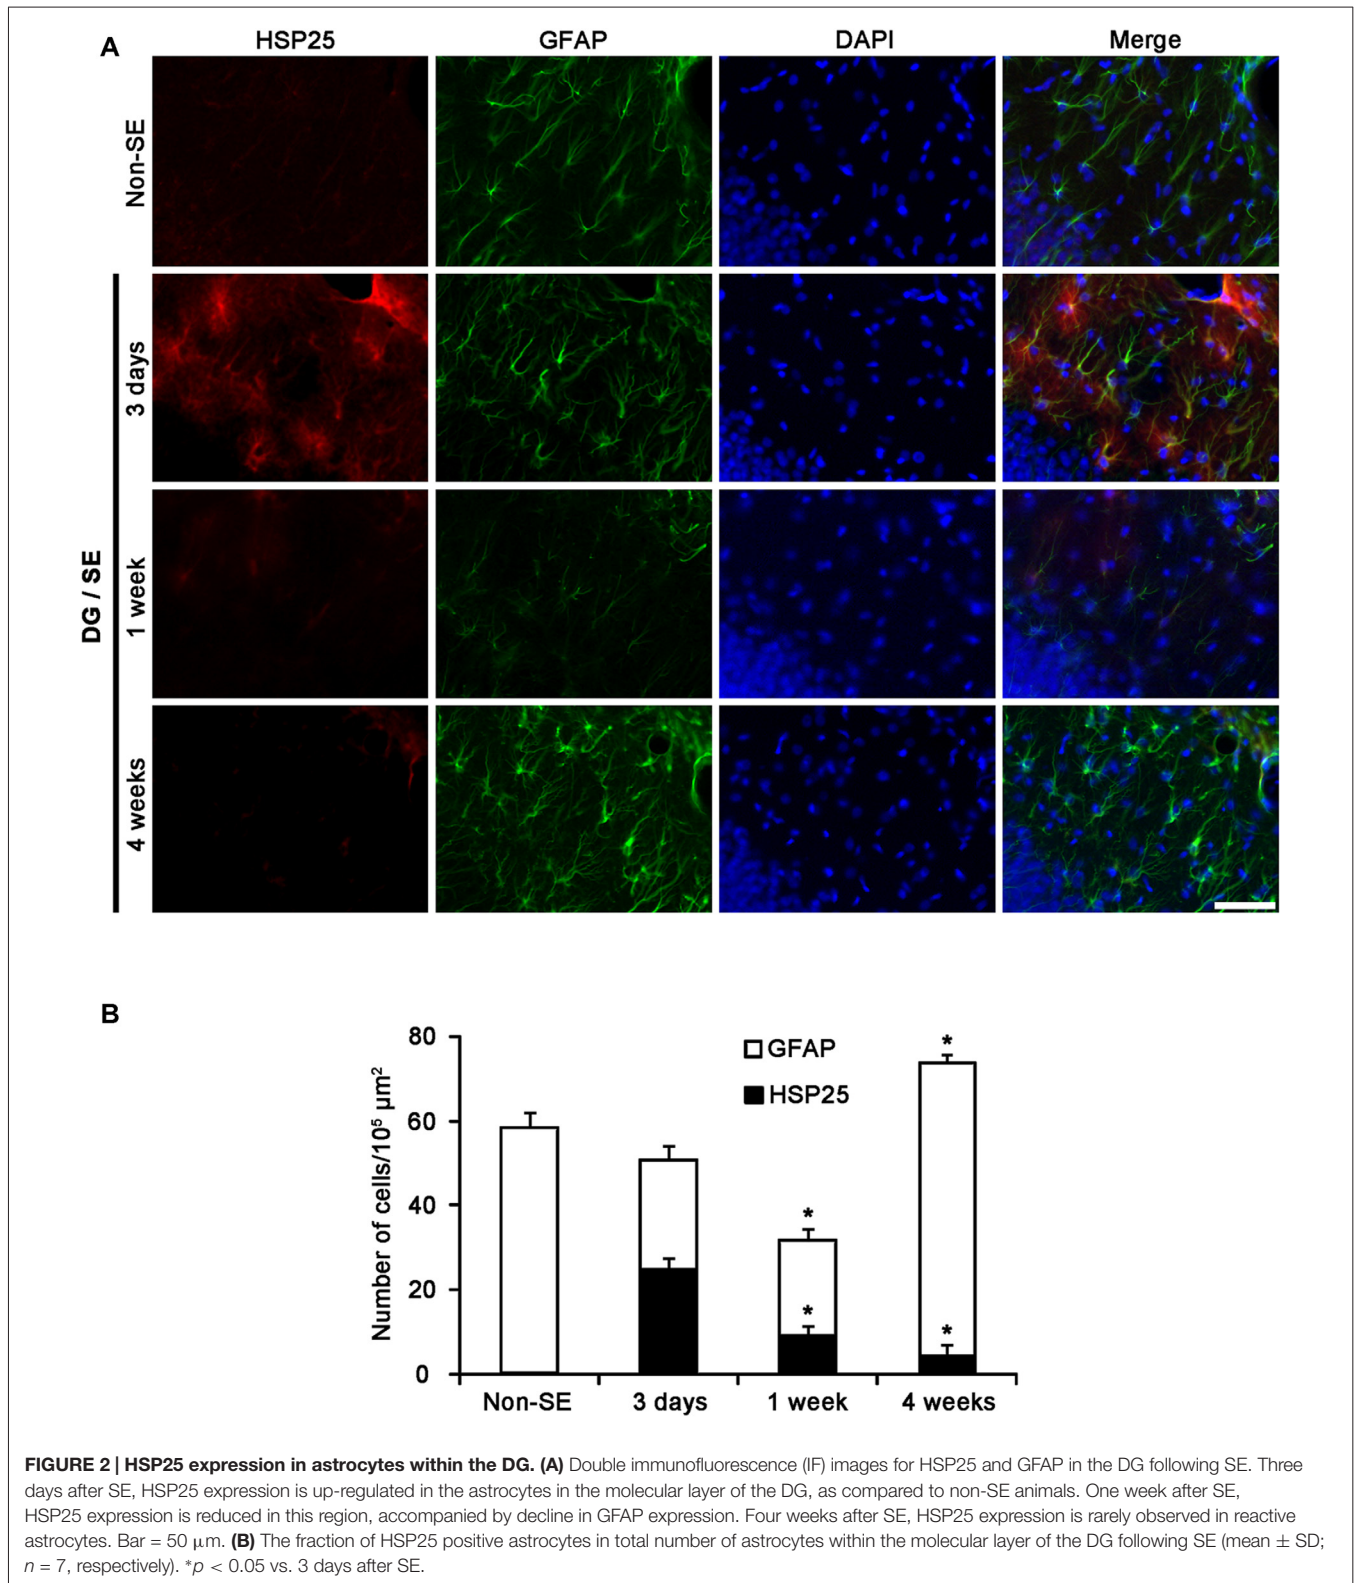 A
HSP25
GFAP
DAPI
Merge
Non-SE
DG / SE
3 days
1 week
4 weeks
B
Number of cells/10⁵ µm²
80
60
40
20
0
GFAP
HSP25
*
*
*
*
Non-SE
3 days
1 week
4 weeks
FIGURE 2 | HSP25 expression in astrocytes within the DG. (A) Double immunofluorescence (IF) images for HSP25 and GFAP in the DG following SE. Three
days after SE, HSP25 expression is up-regulated in the astrocytes in the molecular layer of the DG, as compared to non-SE animals. One week after SE,
HSP25 expression is reduced in this region, accompanied by decline in GFAP expression. Four weeks after SE, HSP25 expression is rarely observed in reactive
astrocytes. Bar = 50 µm. (B) The fraction of HSP25 positive astrocytes in total number of astrocytes within the molecular layer of the DG following SE (mean ± SD;
n = 7, respectively). *p < 0.05 vs. 3 days after SE.